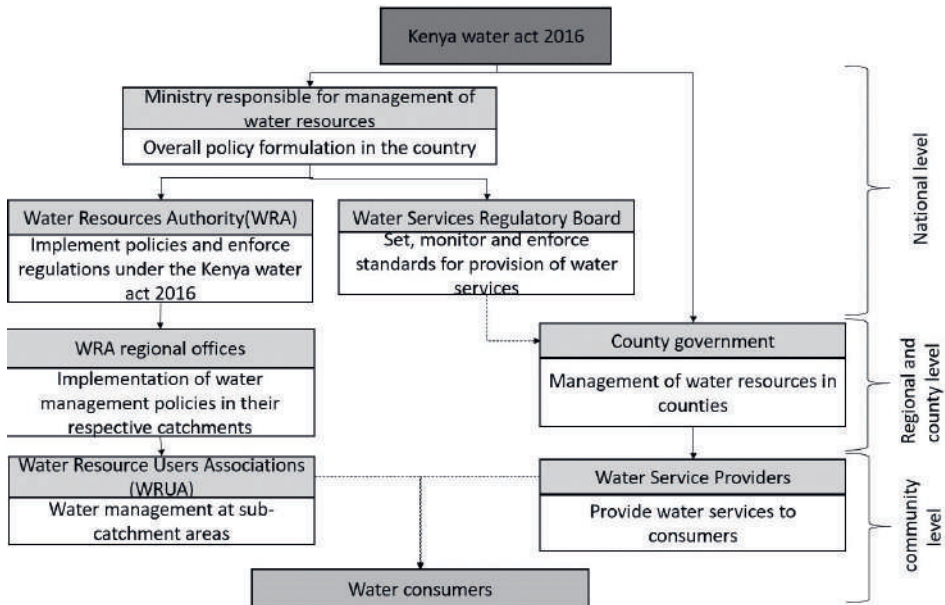 Kenya water act 2016
Ministry responsible for management of
water resources
Overall policy formulation in the country
Water Resources Authority(WRA)
Implement policies and enforce
regulations under the Kenya water
act 2016
Water Services Regulatory Board
Set, monitor and enforce
standards for provision of water
services
National level
WRA regional offices
Implementation of water
management policies in their
respective catchments
County government
Management of water resources in
counties
Regional and
county level
Water Resource Users Associations
(WRUA)
Water management at sub-
catchment areas
Water Service Providers
Provide water services to
consumers
community
level
Water consumers